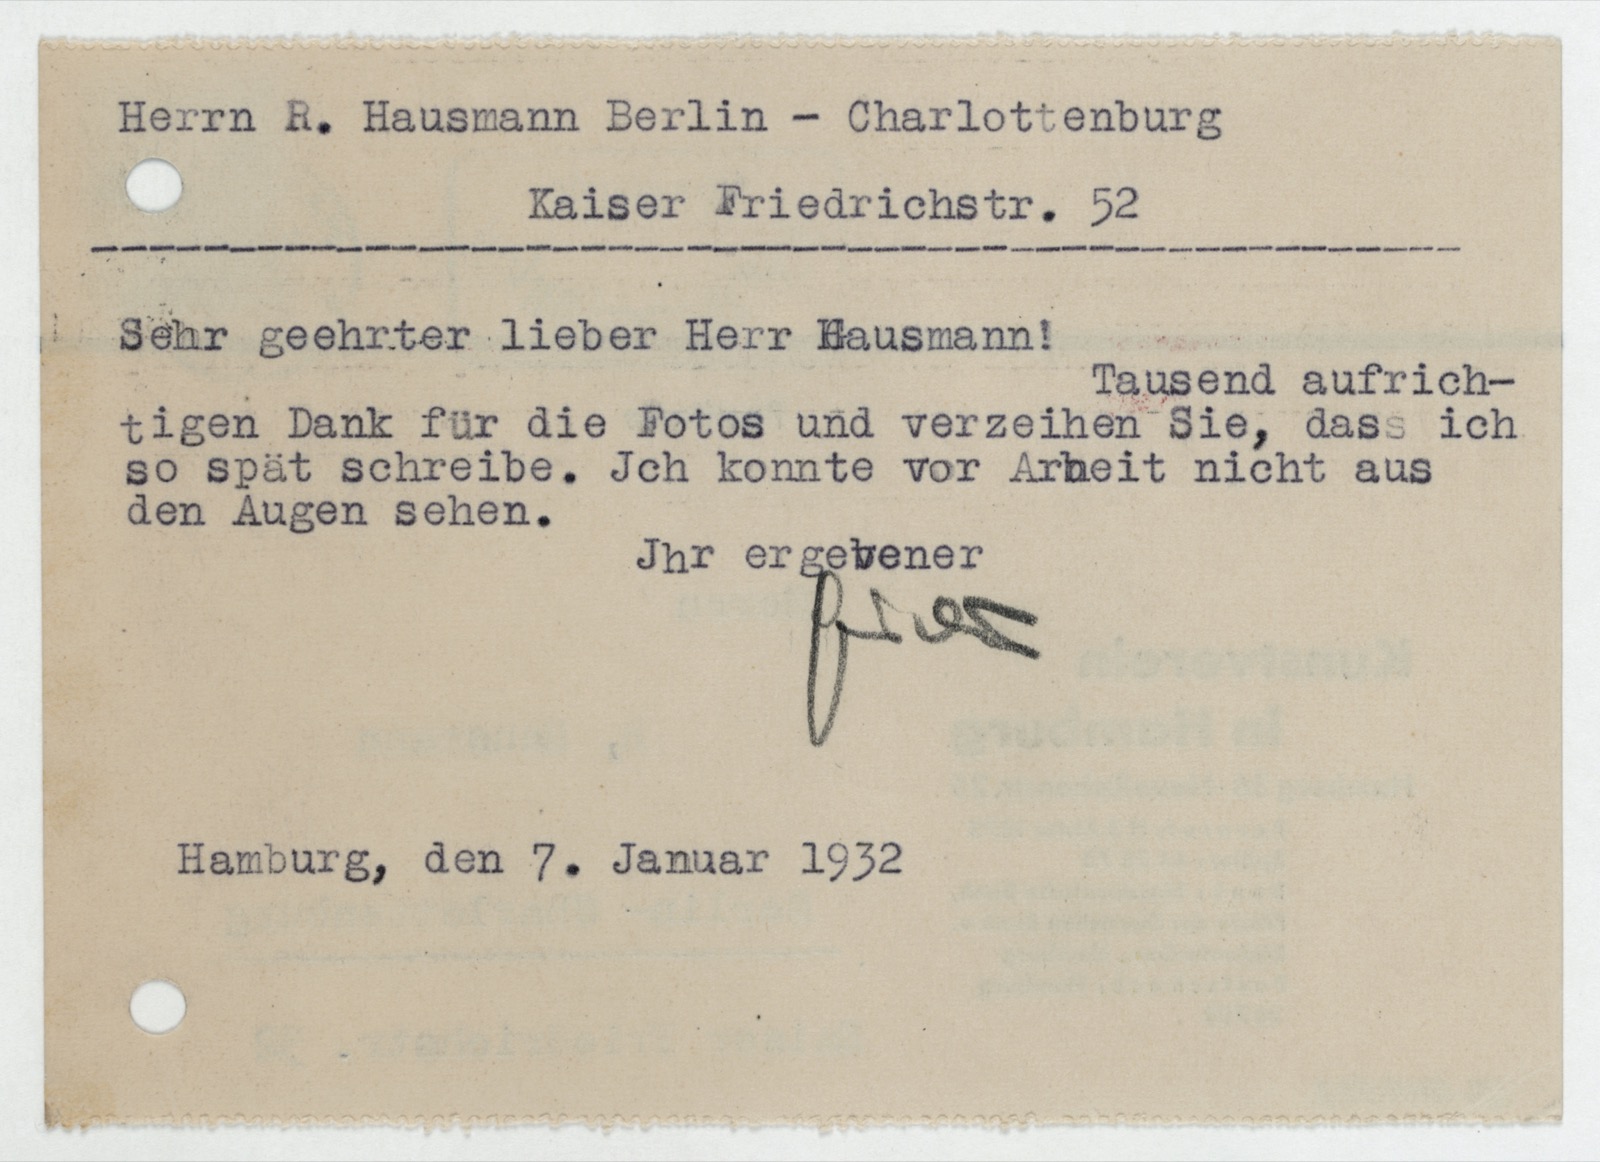 Herrn R. Hausmann Berlin - Charlottenburg
Kaiser Friedrichstr. 52
Sehr geehrter lieber Herr Hausmann!
Tausend aufrich-
tigen Dank für die Fotos und verzeihen Sie, dass ich
so spät schreibe. Jch konnte vor Arbeit nicht aus
den Augen sehen.
Jhr ergebener
Hamburg, den 7. Januar 1932